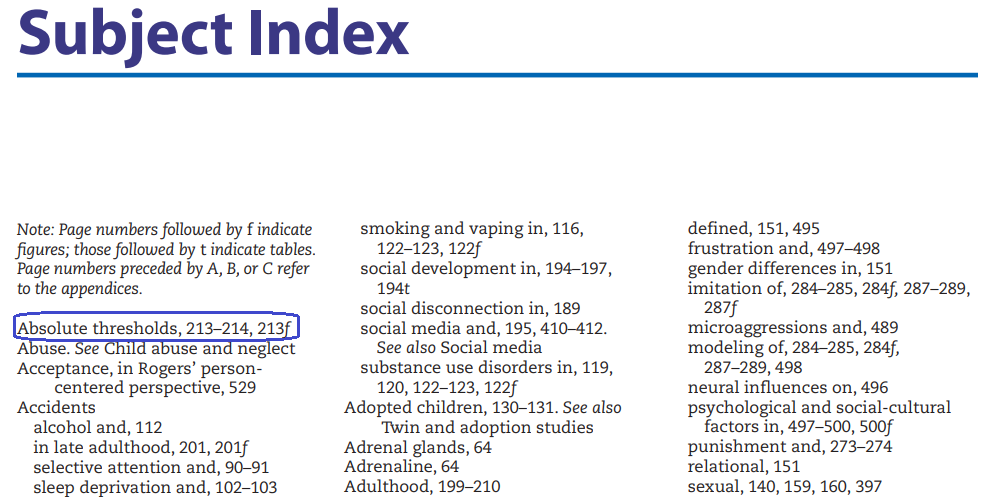 Subject Index
Note: Page numbers followed by f indicate
figures; those followed by t indicate tables.
Page numbers preceded by A, B, or C refer
to the appendices.
Absolute thresholds, 213–214, 213f
Abuse. See Child abuse and neglect
Acceptance, in Rogers’ person-
centered perspective, 529
Accidents
alcohol and, 112
in late adulthood, 201, 201f
selective attention and, 90–91
sleep deprivation and, 102–103
smoking and vaping in, 116,
122–123, 122f
social development in, 194–197,
194t
social disconnection in, 189
social media and, 195, 410–412.
See also Social media
substance use disorders in, 119,
120, 122–123, 122f
Adopted children, 130–131. See also
Twin and adoption studies
Adrenal glands, 64
Adrenaline, 64
Adulthood, 199–210
defined, 151, 495
frustration and, 497–498
gender differences in, 151
imitation of, 284–285, 284f, 287–289,
287f
microaggressions and, 489
modeling of, 284–285, 284f,
287–289, 498
neural influences on, 496
psychological and social-cultural
factors in, 497–500, 500f
punishment and, 273–274
relational, 151
sexual, 140, 159, 160, 397